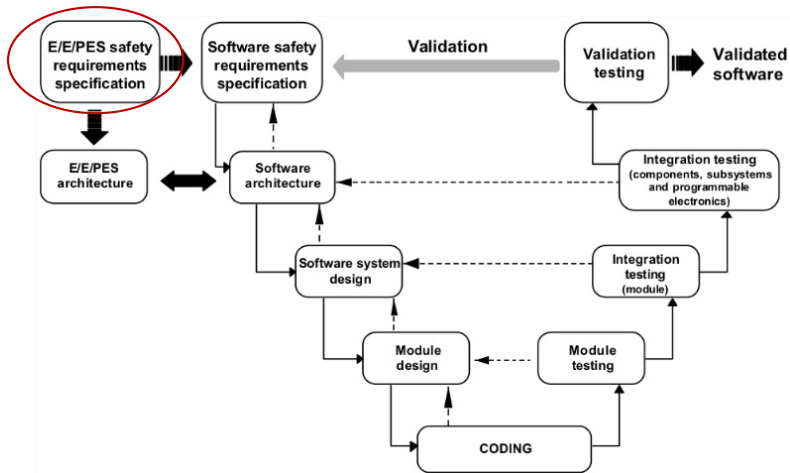 E/E/PES safety
requirements
specification
Software safety
requirements
specification
Validation
Validation
testing
Validated
software
E/E/PES
architecture
Software
architecture
Integration testing
(components, subsystems
and programmable
electronics)
Software system
design
Integration
testing
(module)
Module
design
Module
testing
CODING